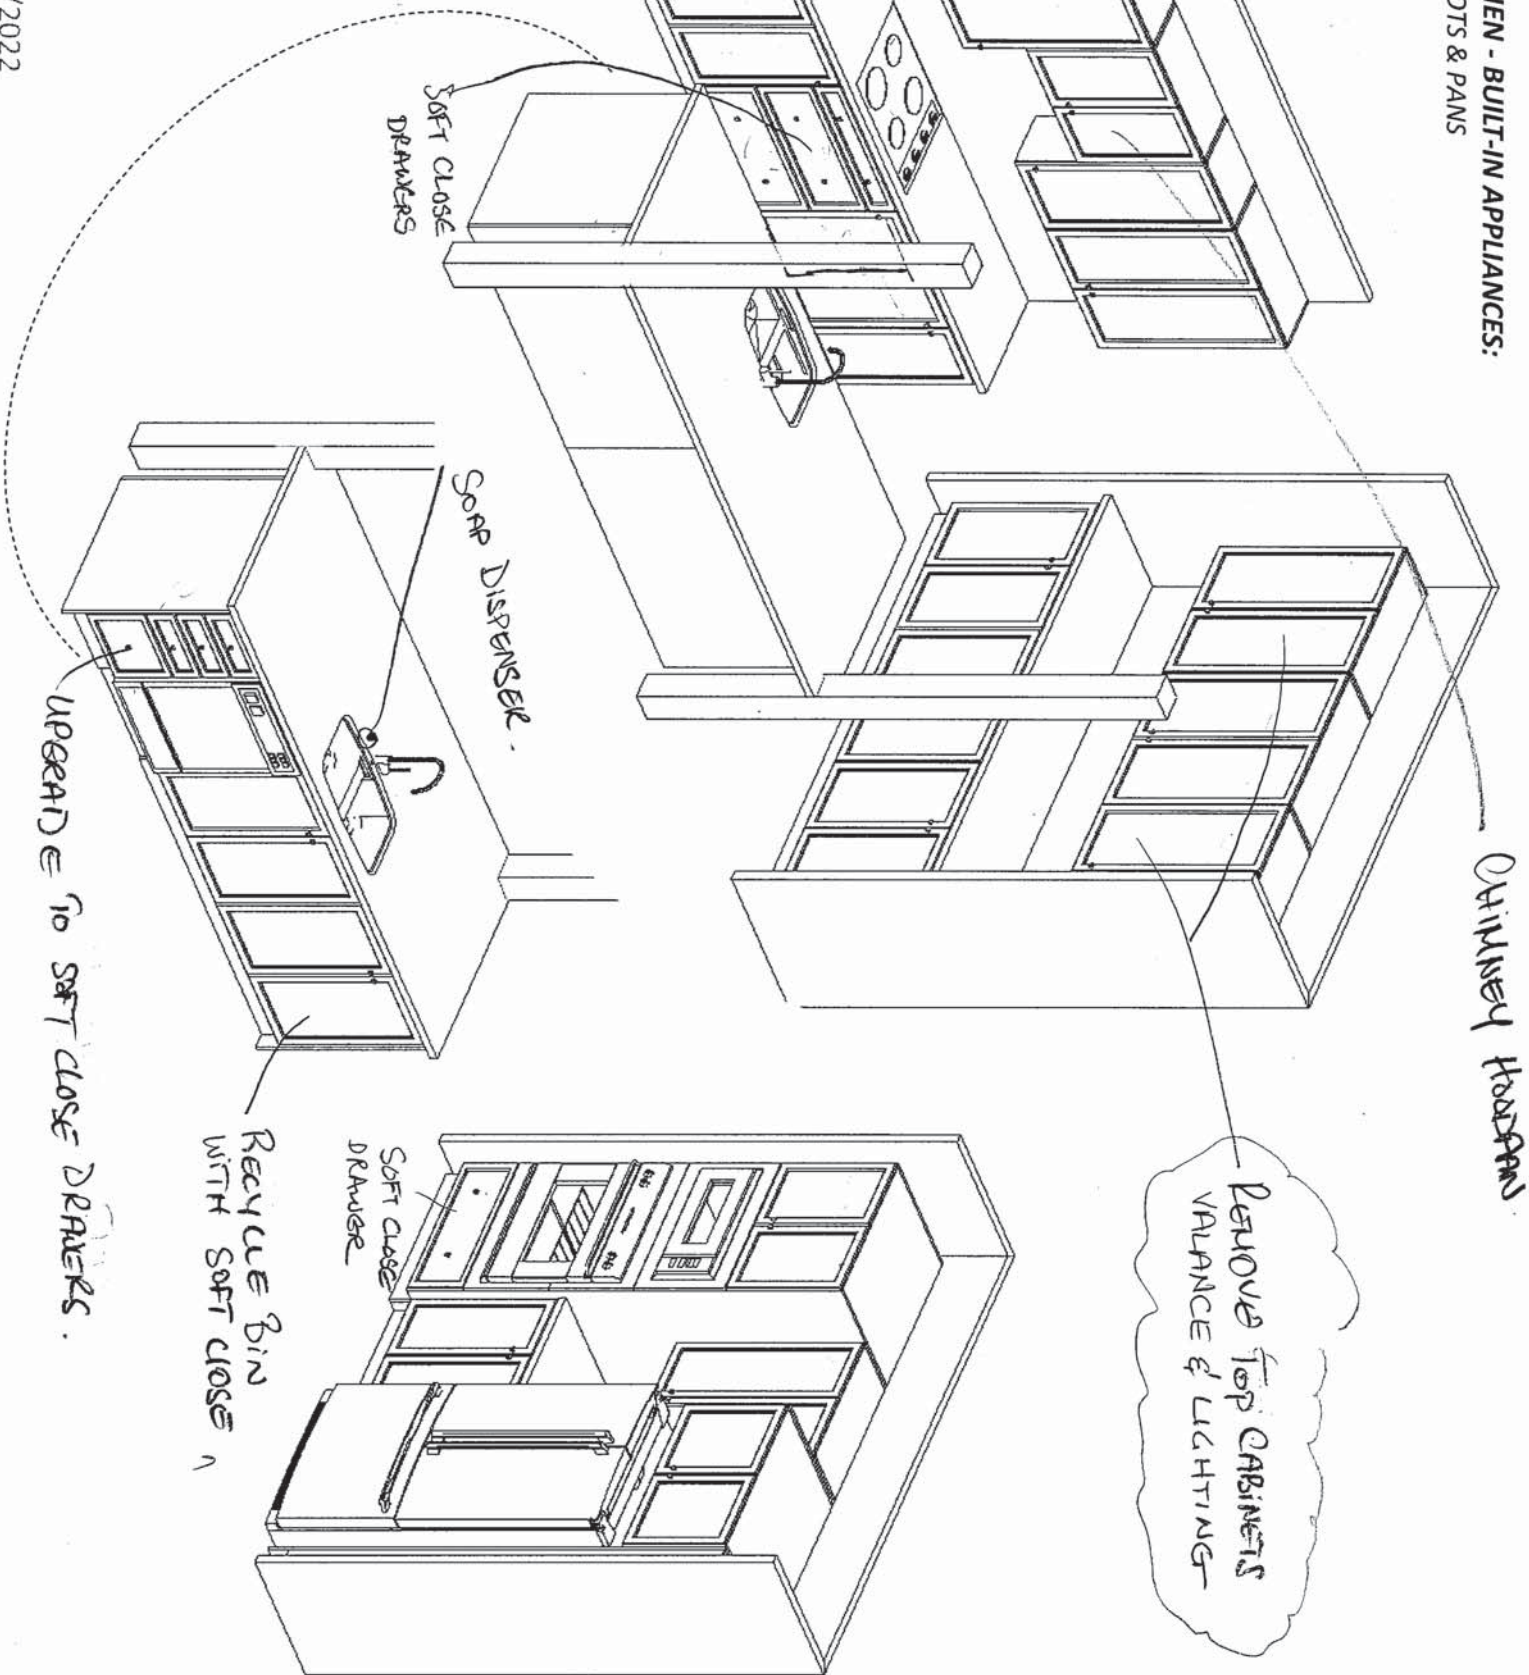 HEN - BUILT-IN APPLIANCES:
OTS & PANS
CHIMNEY HOODFAN
REMOVE TOP CABINETS
VALANCE & LIGHTING
SOFT CLOSE
DRAWERS
SOAP DISPENSER.
SOFT CLOSE
DRAWER
RECYCLE BIN
WITH SOFT CLOSE
UPGRADE TO SOFT CLOSE DRAWERS.
/2022